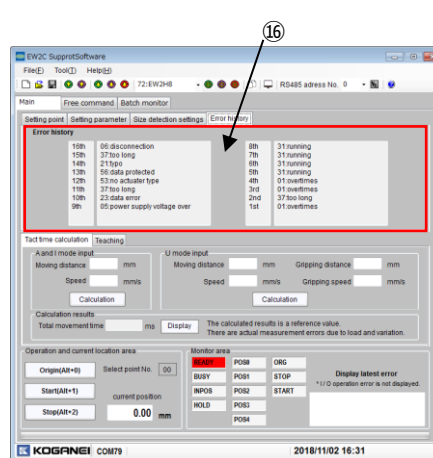 ⑯
EW2C SupprotSoftware
File(F) Tool(T) Help(H)
72:EW2H8 RS485 adress No. 0
Main Free command Batch monitor
Setting point Setting parameter Size detection settings Error history
Error history
16th 06:disconnection 8th 31:running
15th 37:too long 7th 31:running
14th 21:typo 6th 31:running
13th 56:data protected 5th 31:running
12th 53:no actuater type 4th 01:overtimes
11th 37:too long 3rd 01:overtimes
10th 23:data error 2nd 37:too long
9th 05:power supply voltage over 1st 01:overtimes
Tact time calculation Teaching
A and I mode input U mode input
Moving distance mm Moving distance mm Gripping distance mm
Speed mm/s Speed mm/s Gripping speed mm/s
Calculation Calculation
Calculation results
Total movement time ms Display The calculated results is a reference value.
There are actual measurement errors due to load and variation.
Operation and current location area Monitor area
READY POS0 ORG
Origin(Alt+0) Select point No. 00 BUSY POS1 STOP Display latest error
Start(Alt+1) INPOS POS2 START * I / O operation error is not displayed.
current position HOLD POS3
Stop(Alt+2) 0.00 mm POS4
KOGANEI COM79 2018/11/02 16:31